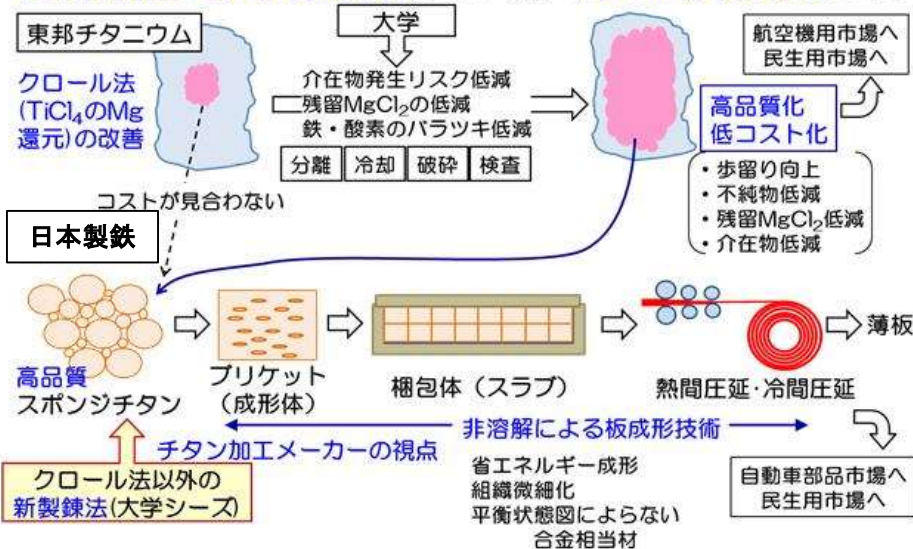 東邦チタニウム
大学
クロール法
(TiCl₄のMg
還元)の改善
介在物発生リスク低減
残留MgCl₂の低減
鉄・酸素のバラツキ低減
分離 冷却 破砕 検査
航空機用市場へ
民生用市場へ
高品質化
低コスト化
・歩留り向上
・不純物低減
・残留MgCl₂低減
・介在物低減
コストが見合わない
日本製鉄
高品質
スポンジチタン
ブリケット
(成形体)
梱包体(スラブ)
熱間圧延・冷間圧延
薄板
チタン加工メーカーの視点
非溶解による板成形技術
省エネルギー成形
組織微細化
平衡状態図によらない
合金相当材
クロール法以外の
新製錬法(大学シーズ)
自動車部品市場へ
民生用市場へ